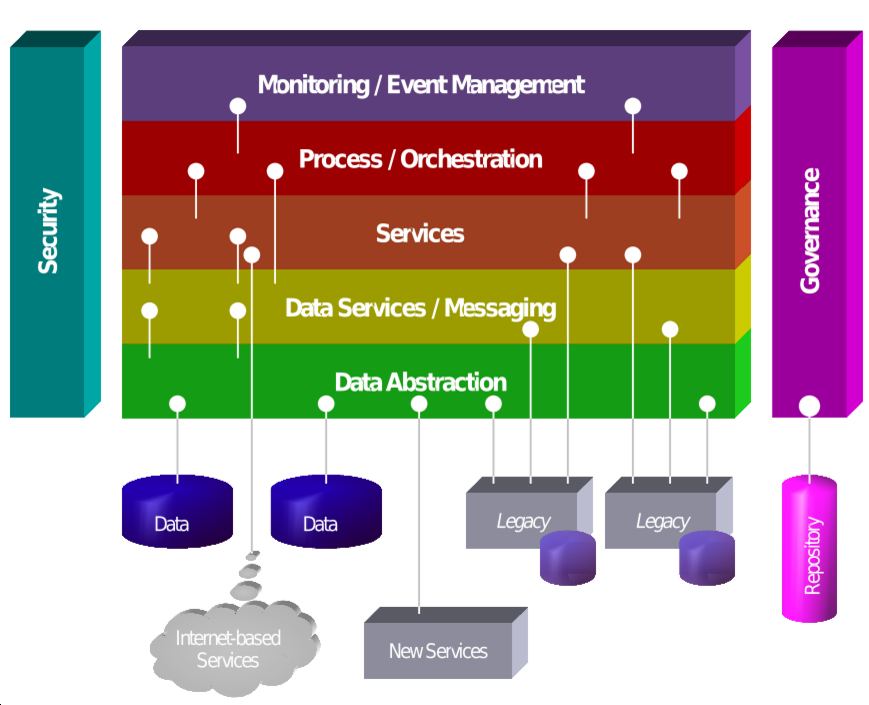 Monitoring / Event Management
Process / Orchestration
Services
Data Services / Messaging
Data Abstraction
Security
Governance
Data
Data
Legacy
Legacy
Repository
Internet-based
Services
New Services